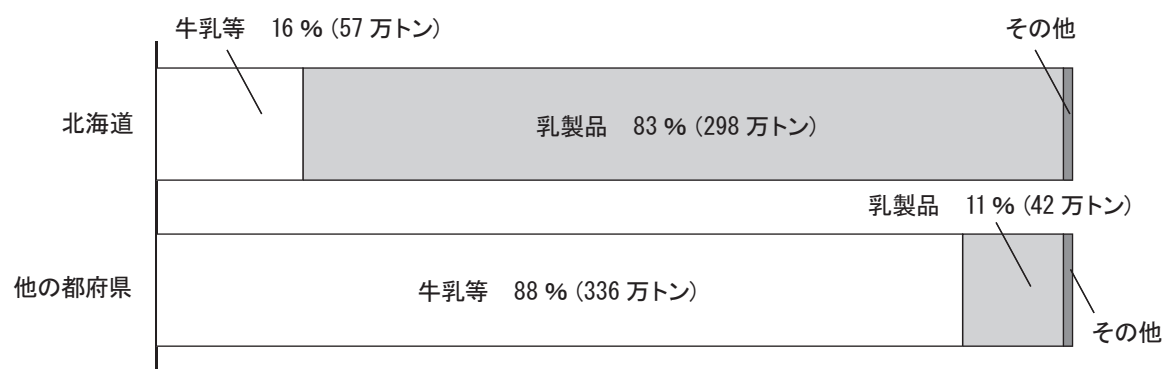 牛乳等　16 % (57 万トン)
その他
北海道
乳製品　83 % (298 万トン)
乳製品　11 % (42 万トン)
他の都府県
牛乳等　88 % (336 万トン)
その他